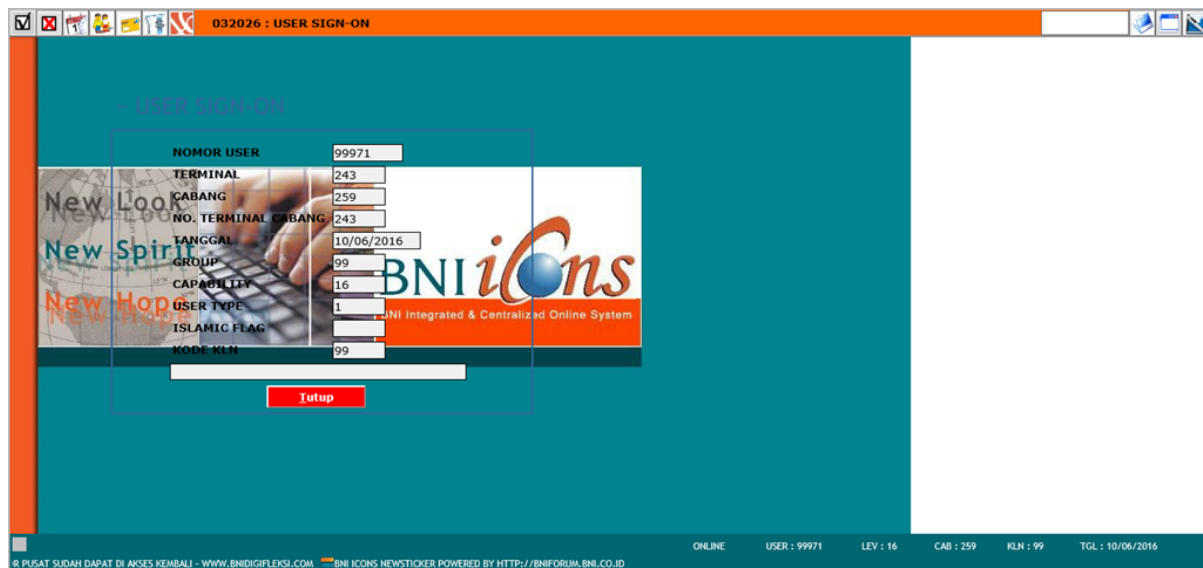 032026 : USER SIGN-ON
- USER SIGN-ON
NOMOR USER 99971
TERMINAL 243
CABANG 259
NO. TERMINAL CABANG 243
TANGGAL 10/06/2016
GROUP 99
CAPABILITY 16
USER TYPE 1
ISLAMIC FLAG
KODE KLN 99
Tutup
New Look
New Spirit
New Hope
BNI icons
BNI Integrated & Centralized Online System
ONLINE USER : 99971 LEV : 16 CAB : 259 KLN : 99 TGL : 10/06/2016
R PUSAT SUDAH DAPAT DI AKSES KEMBALI - WWW.BNIDIGIFLEKSI.COM BNI ICONS NEWSTICKER POWERED BY HTTP://BNIFORUM.BNI.CO.ID